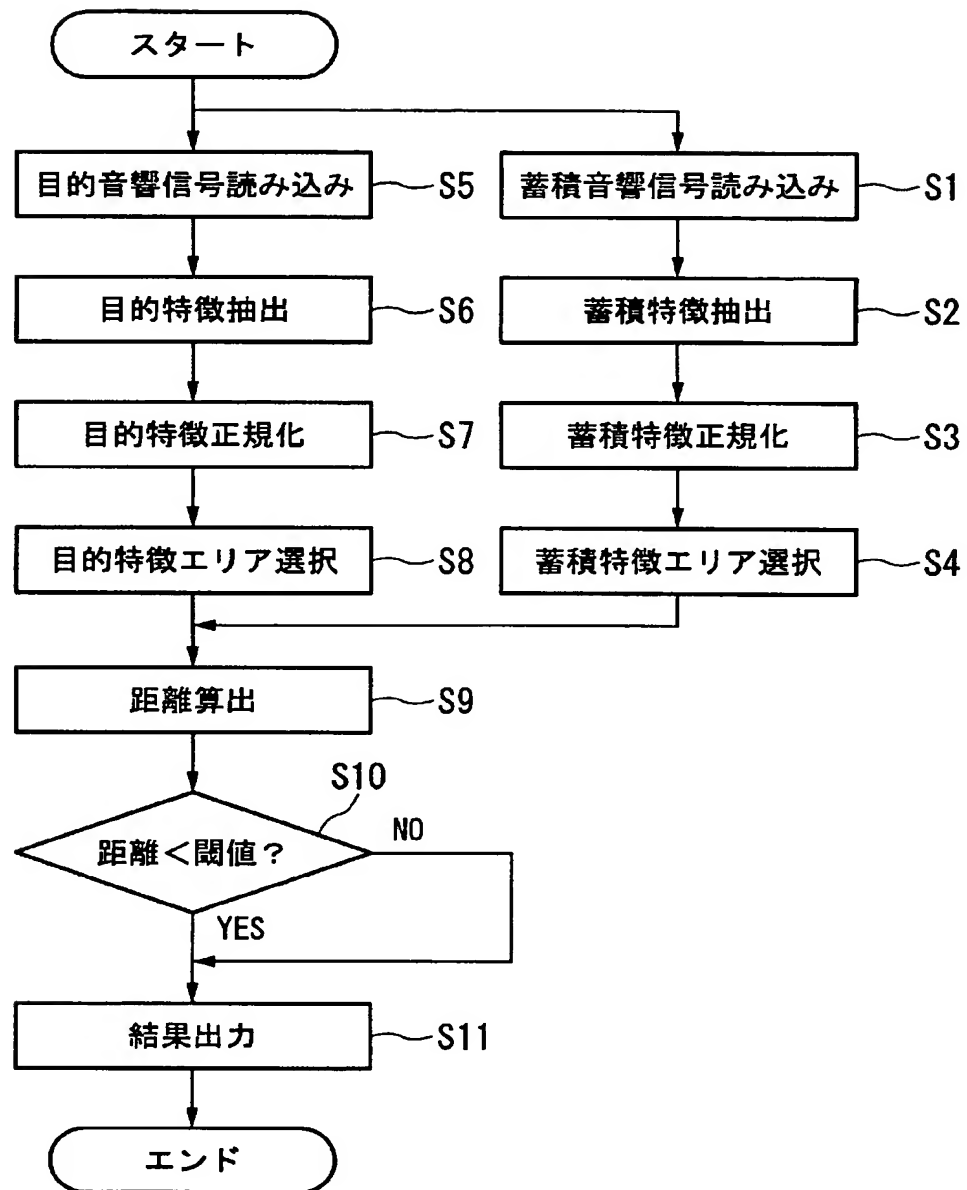 スタート
目的音響信号読み込み S5
蓄積音響信号読み込み S1
目的特徴抽出 S6
蓄積特徴抽出 S2
目的特徴正規化 S7
蓄積特徴正規化 S3
目的特徴エリア選択 S8
蓄積特徴エリア選択 S4
距離算出 S9
S10
距離<閾値?
NO
YES
結果出力 S11
エンド